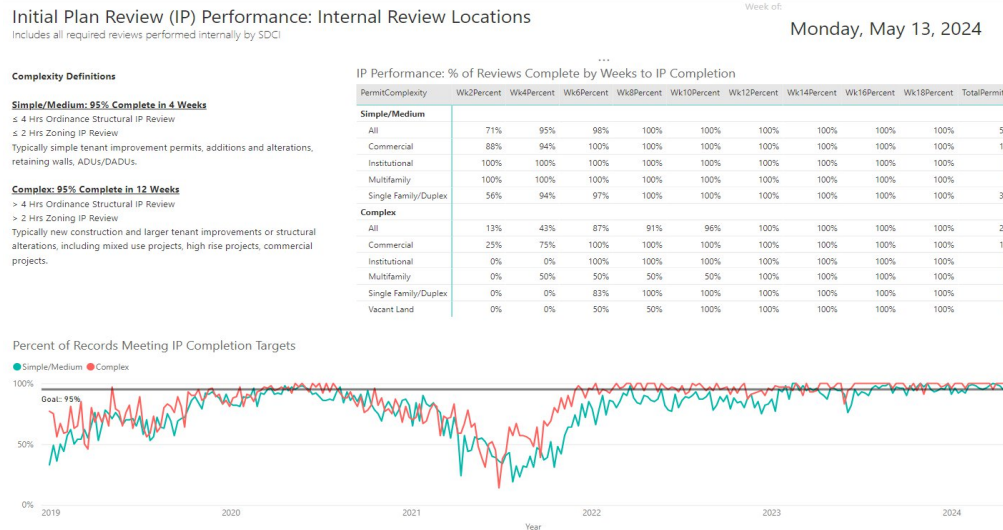 Initial Plan Review (IP) Performance: Internal Review Locations
Includes all required reviews performed internally by SDCI
Week of:
Monday, May 13, 2024
Complexity Definitions
Simple/Medium: 95% Complete in 4 Weeks
≤ 4 Hrs Ordinance Structural IP Review
≤ 2 Hrs Zoning IP Review
Typically simple tenant improvement permits, additions and alterations,
retaining walls, ADUs/DADUs.
Complex: 95% Complete in 12 Weeks
> 4 Hrs Ordinance Structural IP Review
> 2 Hrs Zoning IP Review
Typically new construction and larger tenant improvements or structural
alterations, including mixed use projects, high rise projects, commercial
projects.
IP Performance: % of Reviews Complete by Weeks to IP Completion
PermitComplexity Wk2Percent Wk4Percent Wk6Percent Wk8Percent Wk10Percent Wk12Percent Wk14Percent Wk16Percent Wk18Percent TotalPermit
Simple/Medium
All 71% 95% 98% 100% 100% 100% 100% 100% 100% 5
Commercial 88% 94% 100% 100% 100% 100% 100% 100% 100% 1
Institutional 100% 100% 100% 100% 100% 100% 100% 100% 100%
Multifamily 100% 100% 100% 100% 100% 100% 100% 100% 100%
Single Family/Duplex 56% 94% 97% 100% 100% 100% 100% 100% 100% 3
Complex
All 13% 43% 87% 91% 96% 100% 100% 100% 100% 2
Commercial 25% 75% 100% 100% 100% 100% 100% 100% 100% 1
Institutional 0% 0% 100% 100% 100% 100% 100% 100% 100%
Multifamily 0% 50% 50% 50% 50% 100% 100% 100% 100%
Single Family/Duplex 0% 0% 83% 100% 100% 100% 100% 100% 100%
Vacant Land 0% 0% 50% 50% 100% 100% 100% 100% 100%
Percent of Records Meeting IP Completion Targets
Simple/Medium Complex
100%
Goal: 95%
50%
0%
2019 2020 2021 2022 2023 2024
Year